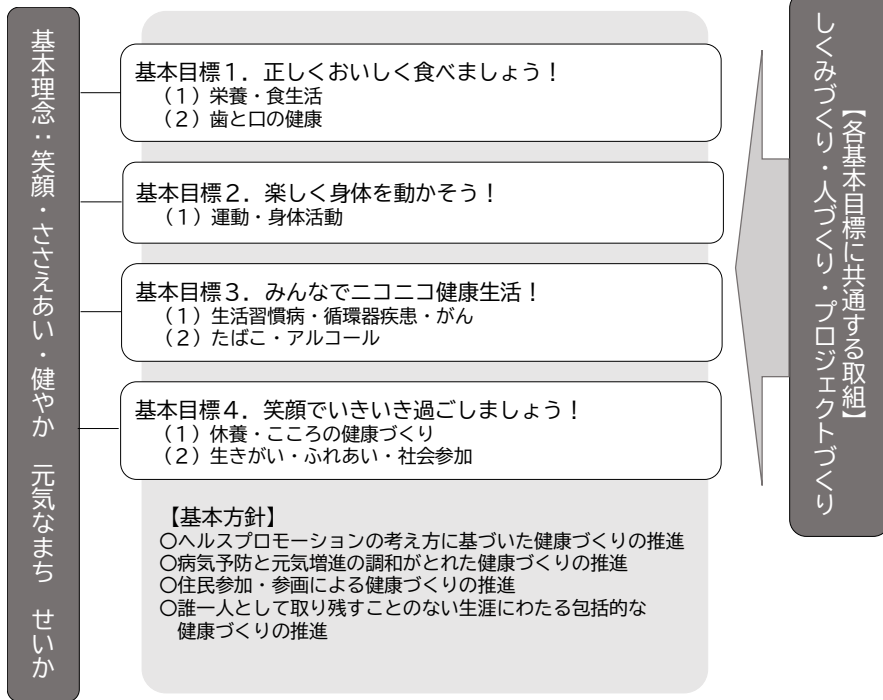 基本理念：笑顔・ささえあい・健やか　元気なまち　せいか
基本目標１．正しくおいしく食べましょう！
（１）栄養・食生活
（２）歯と口の健康
基本目標２．楽しく身体を動かそう！
（１）運動・身体活動
基本目標３．みんなでニコニコ健康生活！
（１）生活習慣病・循環器疾患・がん
（２）たばこ・アルコール
基本目標４．笑顔でいきいき過ごしましょう！
（１）休養・こころの健康づくり
（２）生きがい・ふれあい・社会参加
【基本方針】
〇ヘルスプロモーションの考え方に基づいた健康づくりの推進
〇病気予防と元気増進の調和がとれた健康づくりの推進
〇住民参加・参画による健康づくりの推進
〇誰一人として取り残すことのない生涯にわたる包括的な
健康づくりの推進
【各基本目標に共通する取組】
しくみづくり・人づくり・プロジェクトづくり